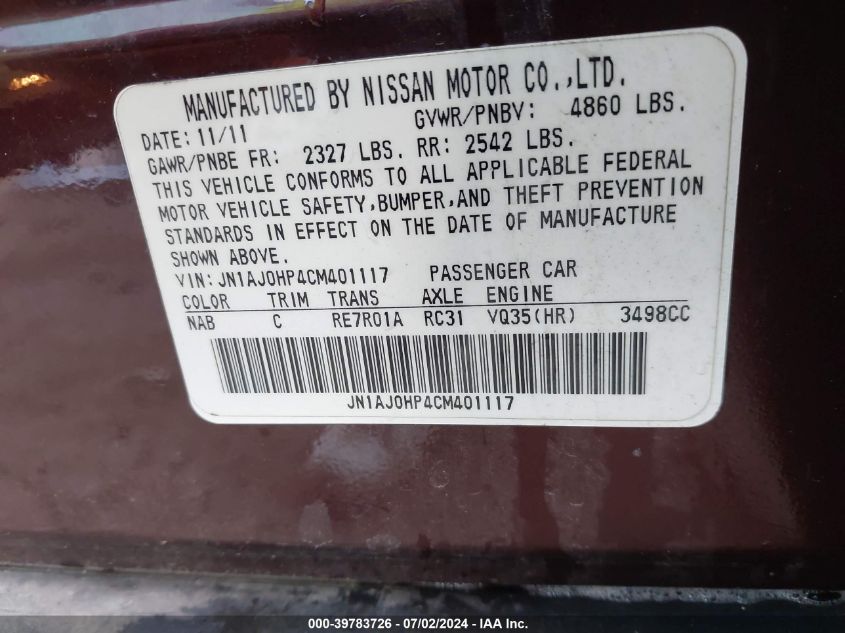 MANUFACTURED BY NISSAN MOTOR CO.,LTD.
DATE: 11/11 GVWR/PNBV: 4860 LBS.
GAWR/PNBE FR: 2327 LBS. RR: 2542 LBS.
THIS VEHICLE CONFORMS TO ALL APPLICABLE FEDERAL
MOTOR VEHICLE SAFETY,BUMPER,AND THEFT PREVENTION
STANDARDS IN EFFECT ON THE DATE OF MANUFACTURE
SHOWN ABOVE.
VIN: JN1AJ0HP4CM401117 PASSENGER CAR
COLOR TRIM TRANS AXLE ENGINE
NAB C RE7R01A RC31 VQ35(HR) 3498CC
JN1AJ0HP4CM401117
000-39783726 - 07/02/2024 - IAA Inc.